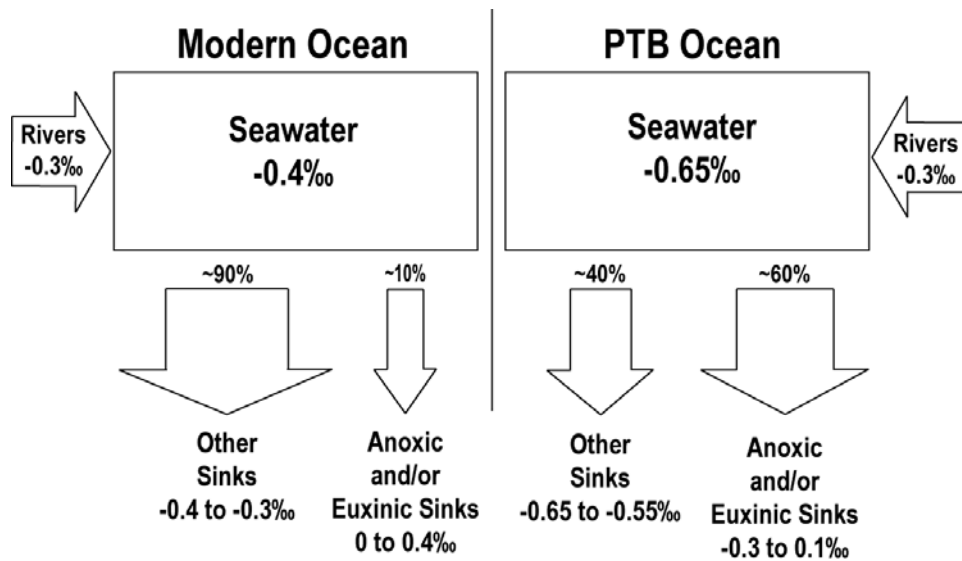 Modern Ocean
Rivers
-0.3‰
Seawater
-0.4‰
~90%
~10%
Other
Sinks
-0.4 to -0.3‰
Anoxic
and/or
Euxinic Sinks
0 to 0.4‰
PTB Ocean
Seawater
-0.65‰
Rivers
-0.3‰
~40%
~60%
Other
Sinks
-0.65 to -0.55‰
Anoxic
and/or
Euxinic Sinks
-0.3 to 0.1‰